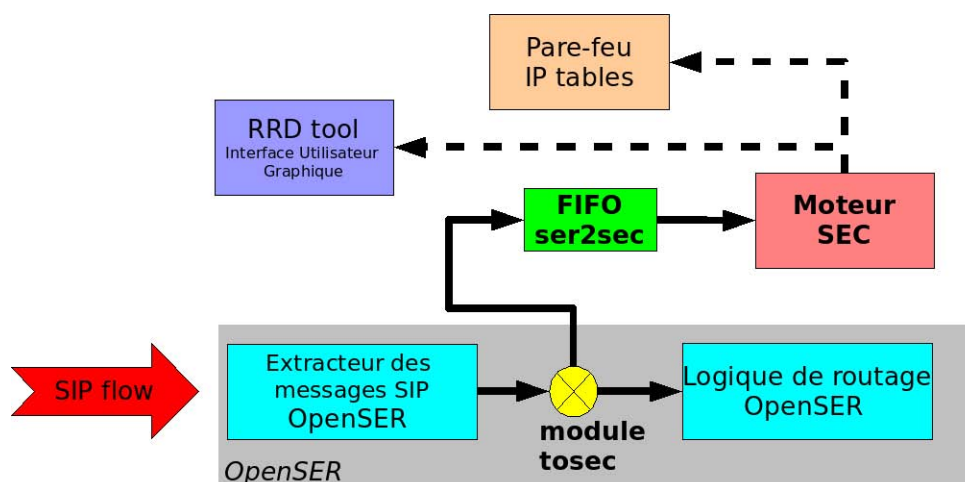 Pare-feu
IP tables
RRD tool
Interface Utilisateur
Graphique
FIFO
ser2sec
Moteur
SEC
SIP flow
Extracteur des
messages SIP
OpenSER
module
tosec
Logique de routage
OpenSER
OpenSER